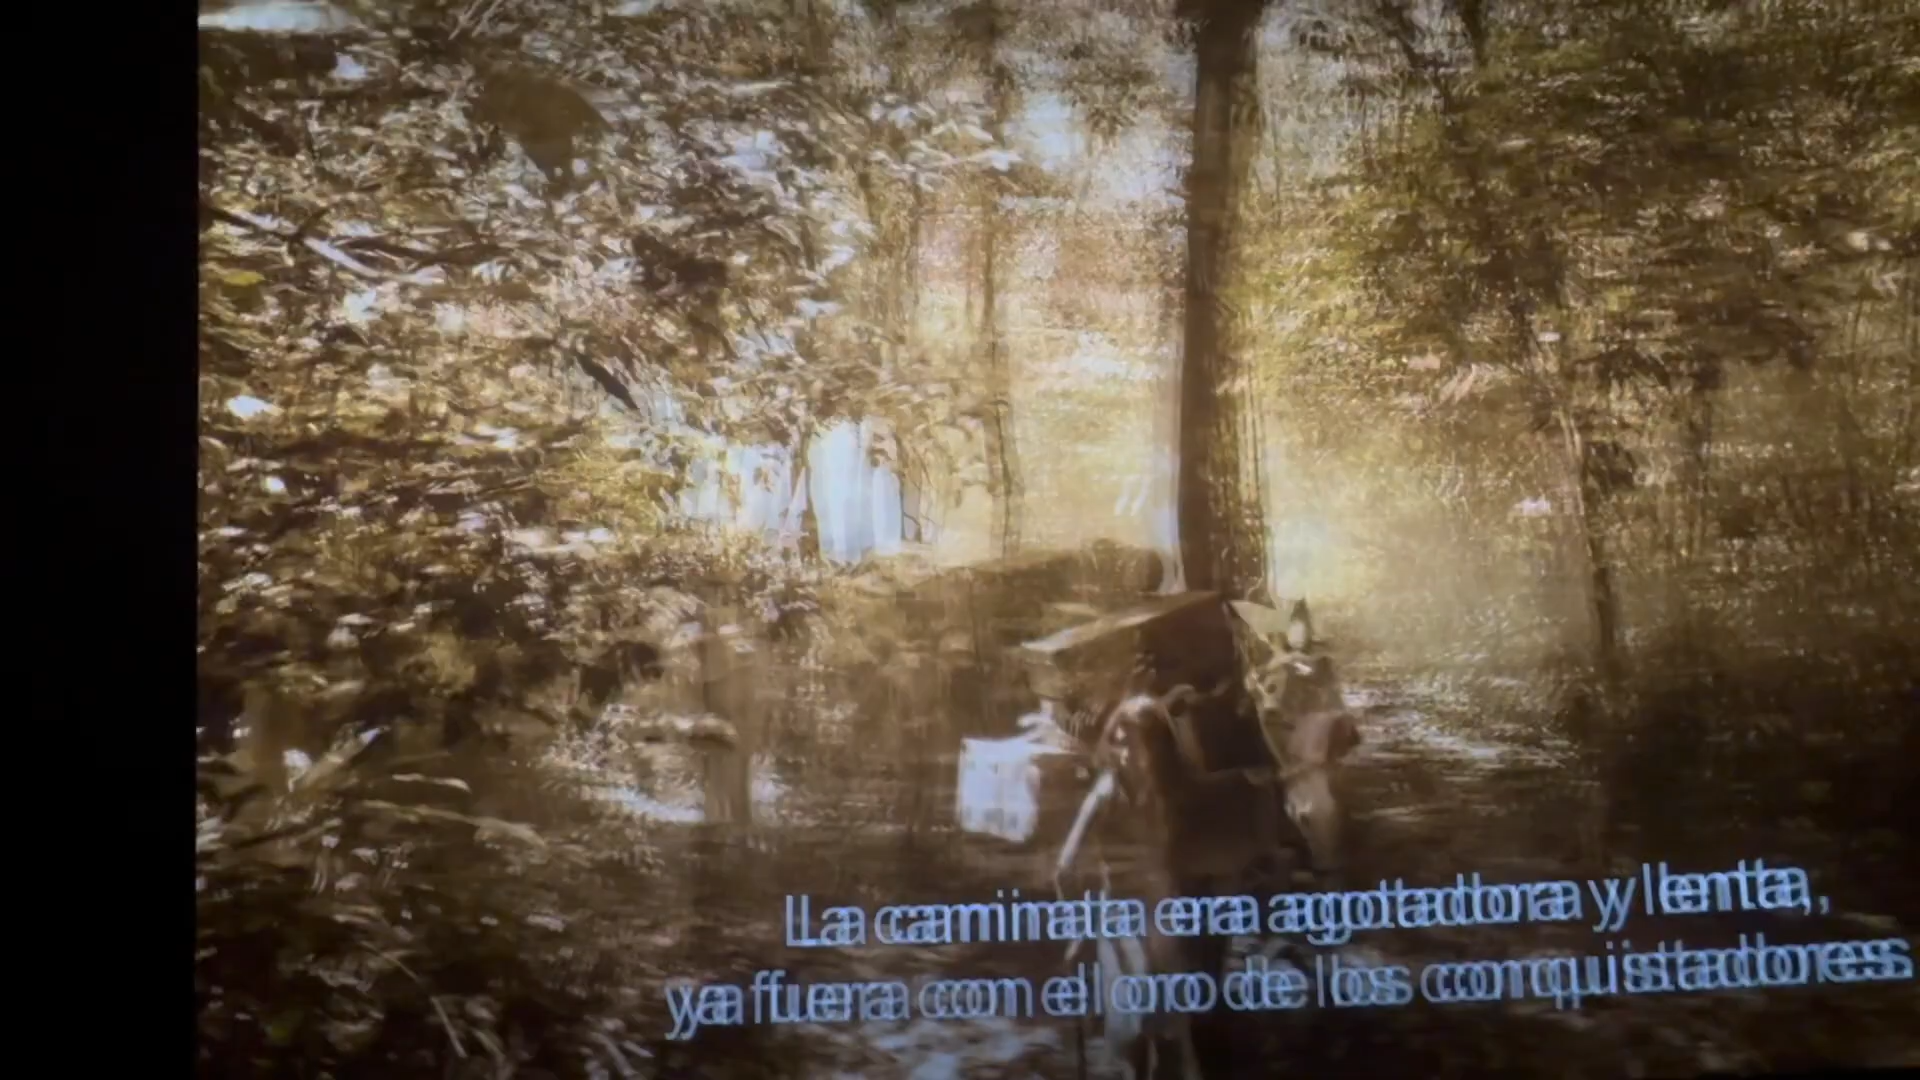 La caminata era agotadora y lenta,
ya fuera con el oro de los conquistadores